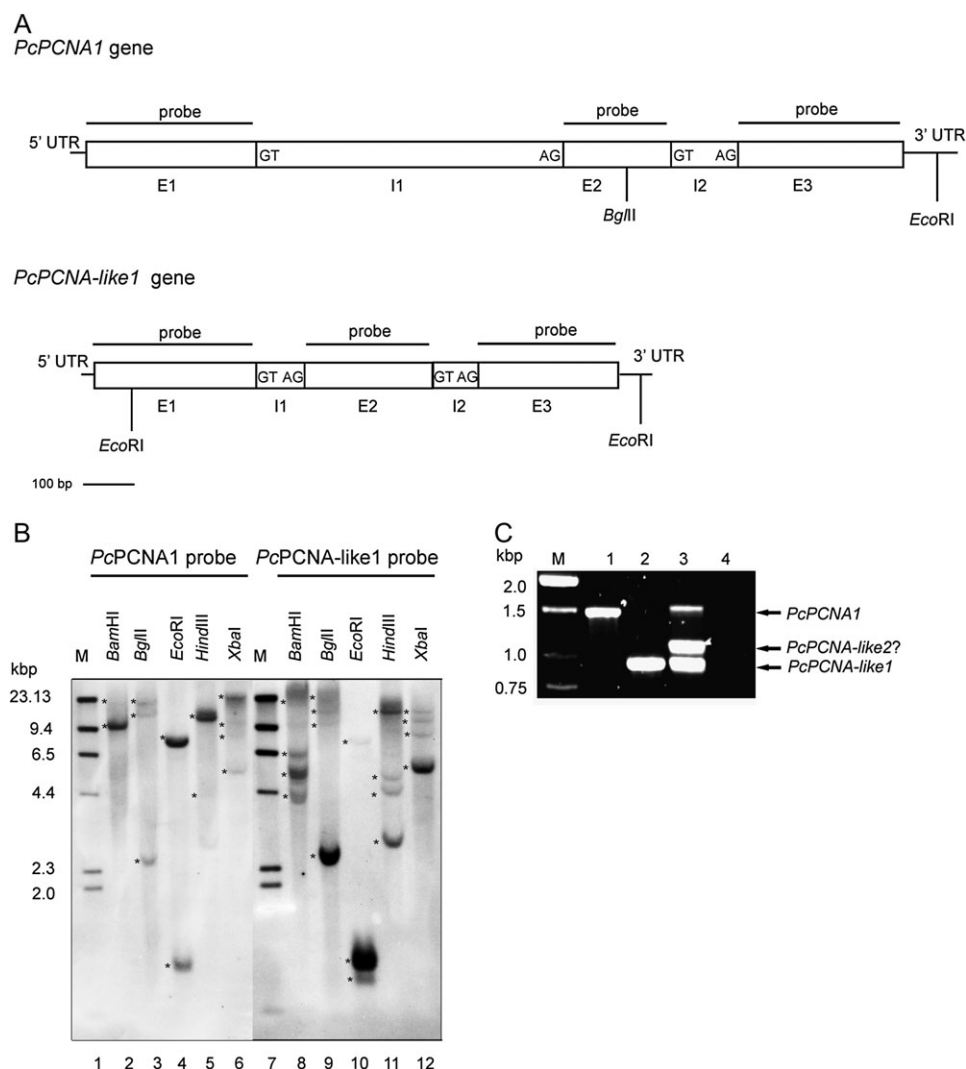 A
PcPCNA1 gene
probe probe probe
5' UTR GT AG GT AG 3' UTR
E1 I1 E2 I2 E3
BglII EcoRI
PcPCNA-like1 gene
probe probe probe
5' UTR GT AG GT AG 3' UTR
E1 I1 E2 I2 E3
EcoRI EcoRI
100 bp
B
PcPCNA1 probe PcPCNA-like1 probe
kbp M BamHI BglII EcoRI HindIII XbaI M BamHI BglII EcoRI HindIII XbaI
23.13
9.4
6.5
4.4
2.3
2.0
1 2 3 4 5 6 7 8 9 10 11 12
C
kbp M 1 2 3 4
2.0
1.5 PcPCNA1
PcPCNA-like2?
1.0
PcPCNA-like1
0.75